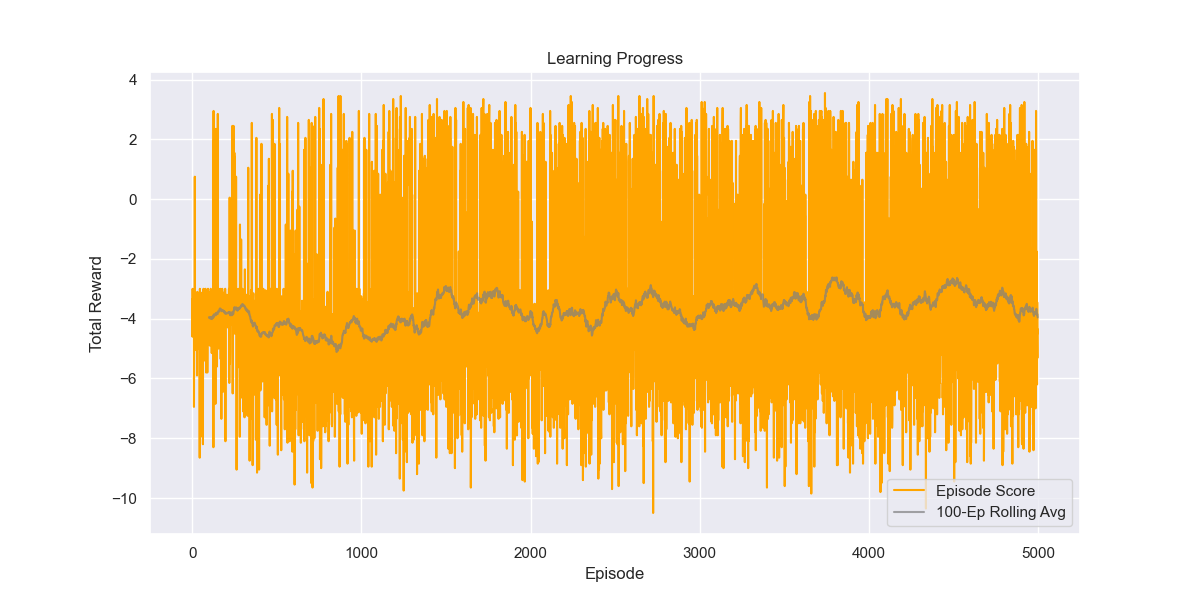 Learning Progress
4
2
0
−2
−4
−6
−8
−10
Total Reward
0
1000
2000
3000
4000
5000
Episode
Episode Score
100-Ep Rolling Avg